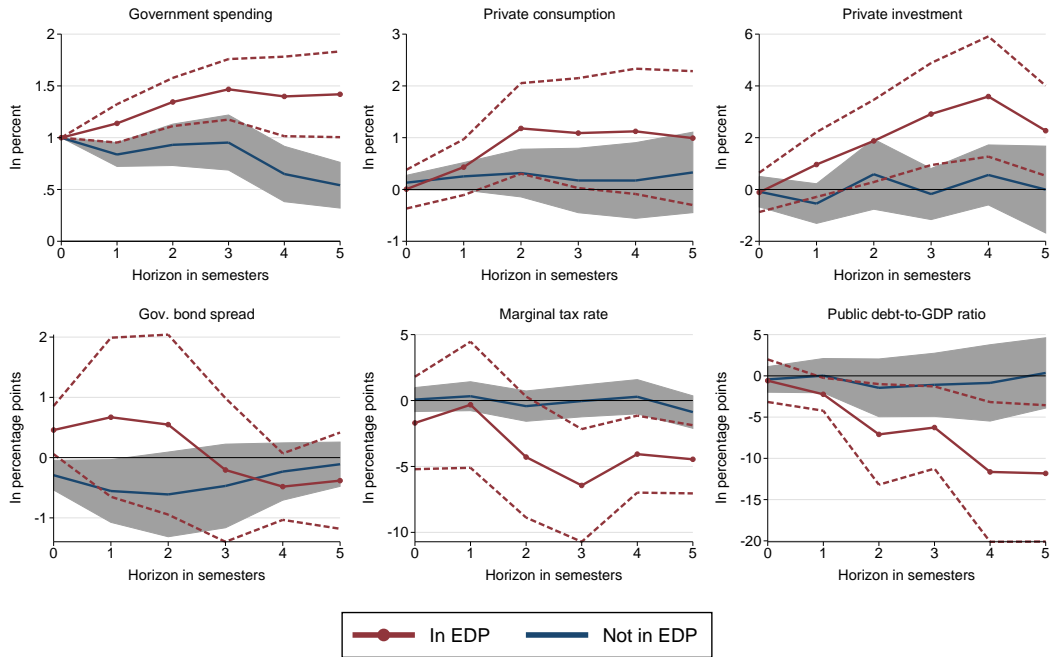 Government spending
In percent
2
1.5
1
.5
0
0 1 2 3 4 5
Horizon in semesters
Private consumption
In percent
3
2
1
0
-1
0 1 2 3 4 5
Horizon in semesters
Private investment
In percent
6
4
2
0
-2
0 1 2 3 4 5
Horizon in semesters
Gov. bond spread
In percentage points
2
1
0
-1
0 1 2 3 4 5
Horizon in semesters
Marginal tax rate
In percentage points
5
0
-5
-10
0 1 2 3 4 5
Horizon in semesters
Public debt-to-GDP ratio
In percentage points
5
0
-5
-10
-15
-20
0 1 2 3 4 5
Horizon in semesters
In EDP Not in EDP